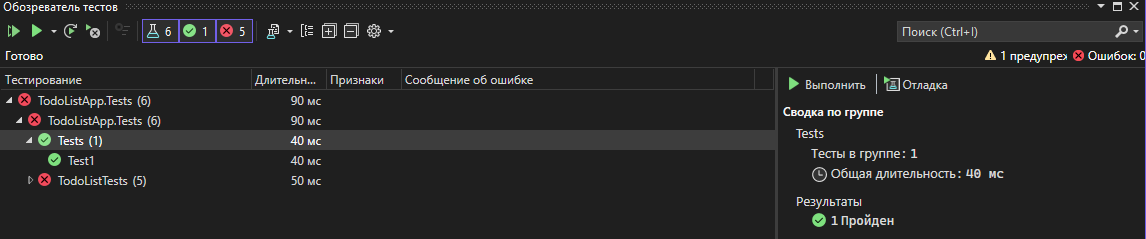 Обозреватель тестов
6 1 5
Поиск (Ctrl+I)
Готово
1 предупреж Ошибок: 0
Тестирование Длительн... Признаки Сообщение об ошибке
TodoListApp.Tests (6) 90 мс
TodoListApp.Tests (6) 90 мс
Tests (1) 40 мс
Test1 40 мс
TodoListTests (5) 50 мс
Выполнить Отладка
Сводка по группе
Tests
Тесты в группе: 1
Общая длительность: 40 мс
Результаты
1 Пройден